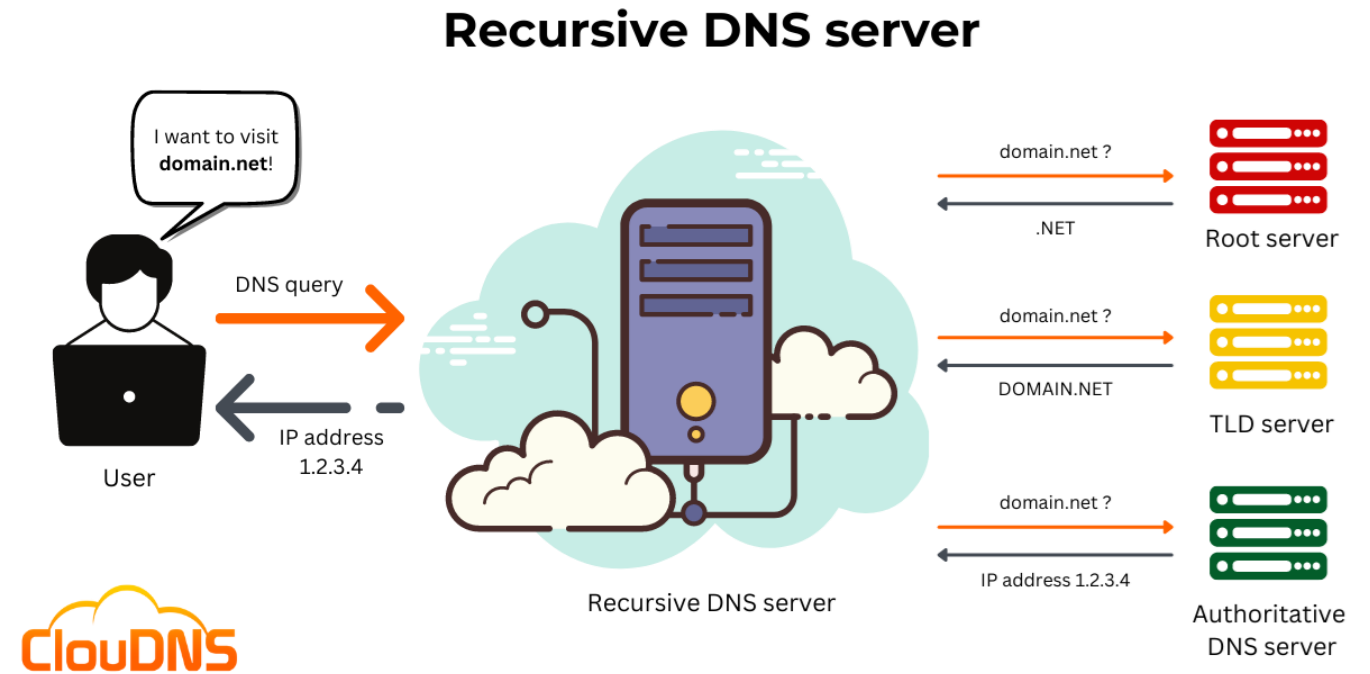 Recursive DNS server
I want to visit
domain.net!
DNS query
IP address
1.2.3.4
User
Recursive DNS server
domain.net ?
.NET
Root server
domain.net ?
DOMAIN.NET
TLD server
domain.net ?
IP address 1.2.3.4
Authoritative
DNS server
ClouDNS